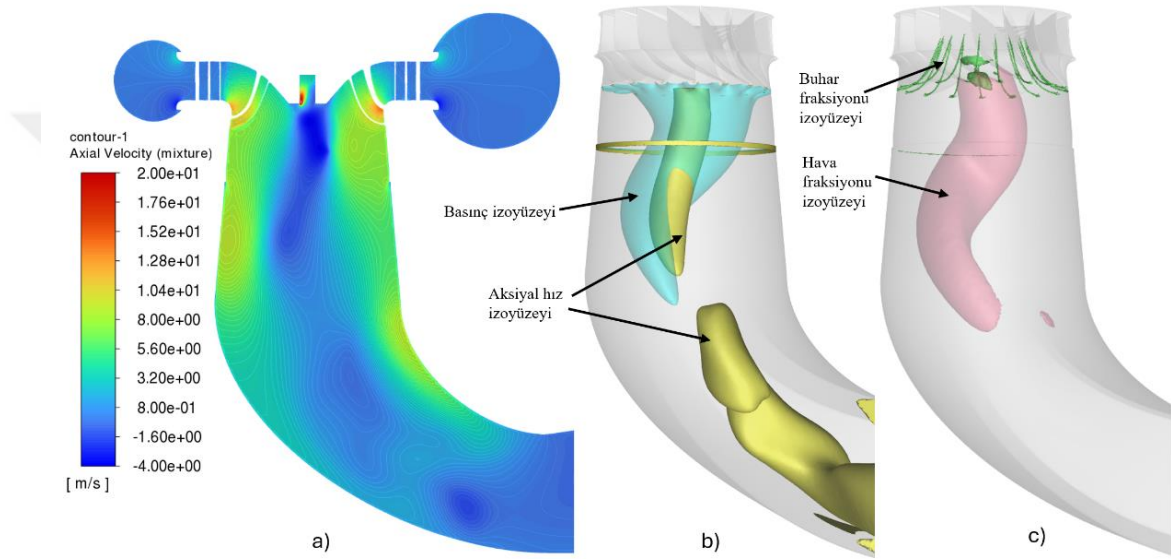 contour-1
Axial Velocity (mixture)
2.00e+01
1.76e+01
1.52e+01
1.28e+01
1.04e+01
8.00e+00
5.60e+00
3.20e+00
8.00e-01
-1.60e+00
-4.00e+00
[ m/s ]
a)
Basınç izoyüzeyi
Aksiyal hız
izoyüzeyi
b)
Buhar
fraksiyonu
izoyüzeyi
Hava
fraksiyonu
izoyüzeyi
c)